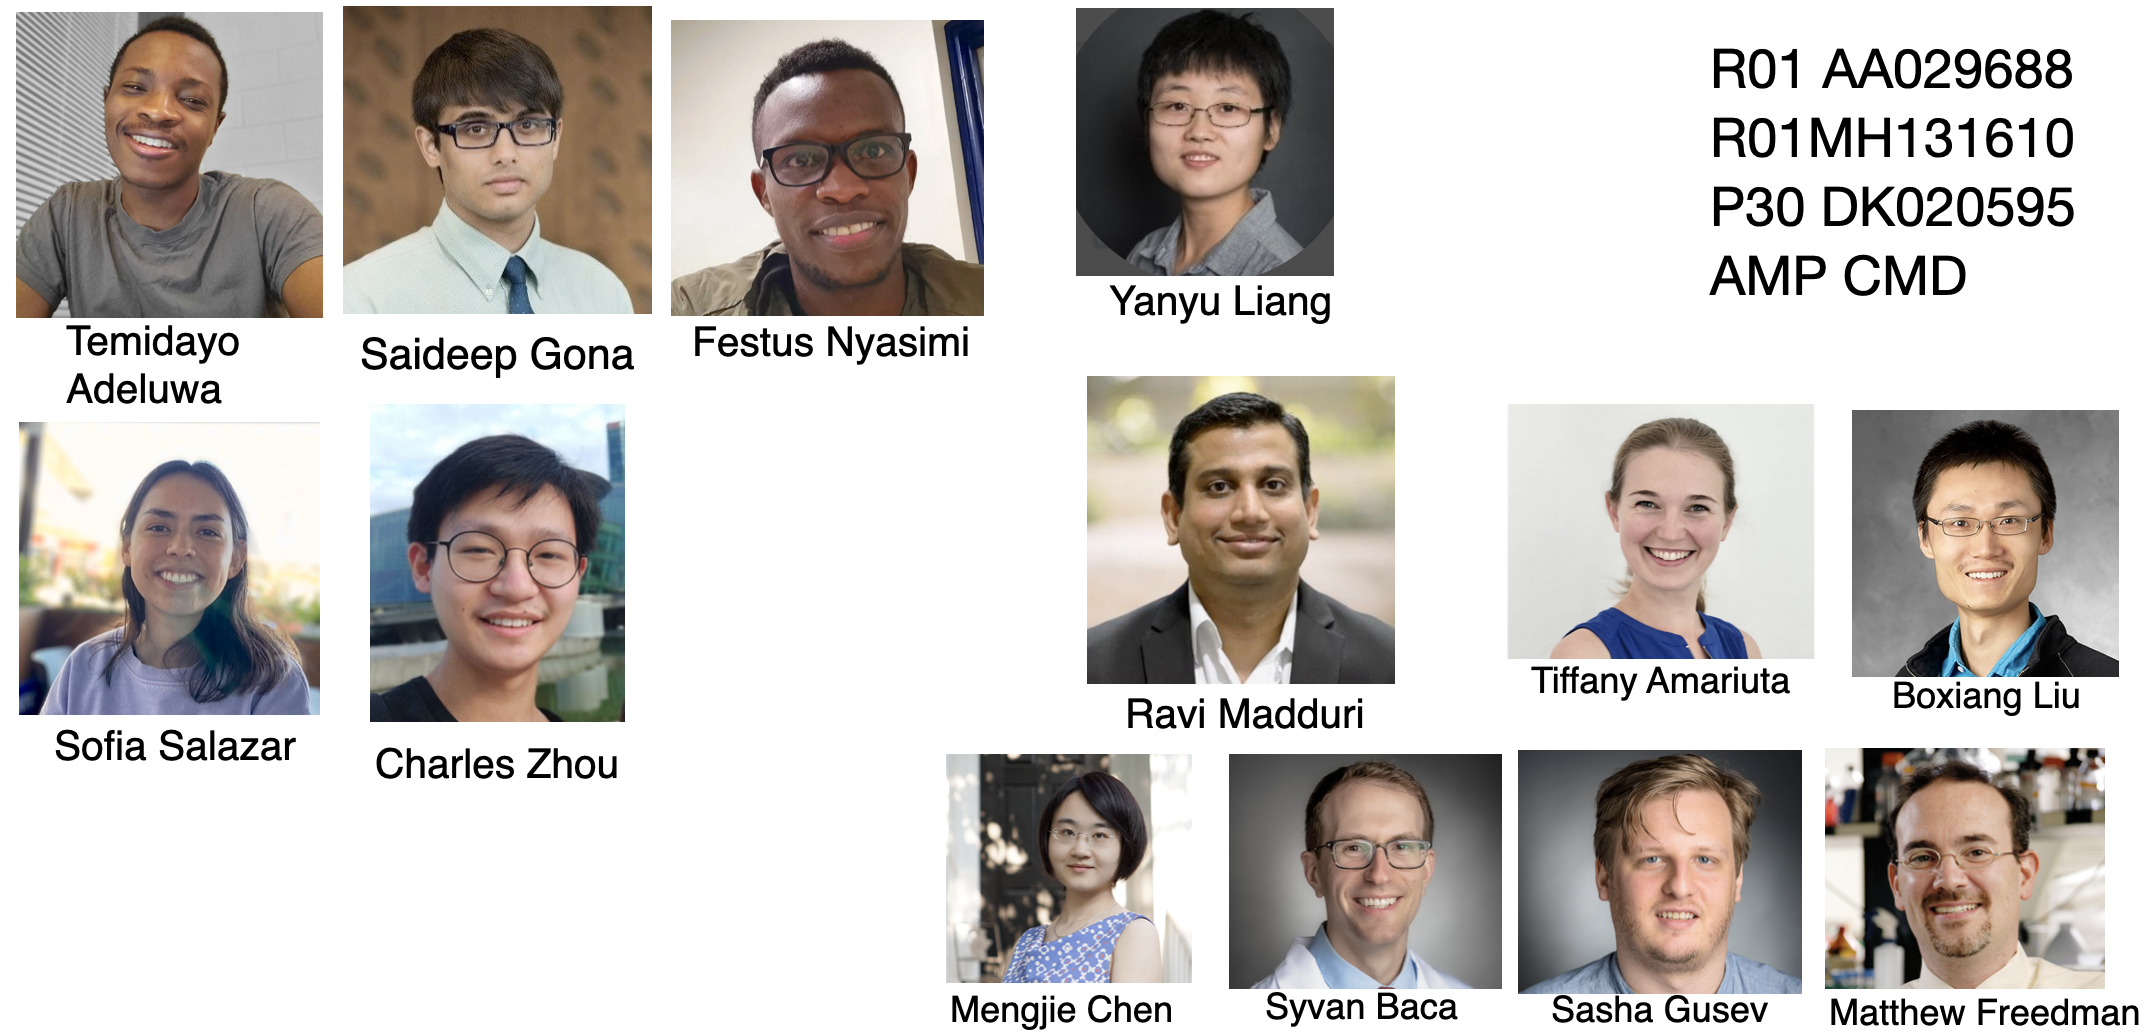 R01 AA029688
R01MH131610
P30 DK020595
AMP CMD
Temidayo
Adeluwa
Saideep Gona
Festus Nyasimi
Yanyu Liang
Sofia Salazar
Charles Zhou
Ravi Madduri
Tiffany Amariuta
Boxiang Liu
Mengjie Chen
Syvan Baca
Sasha Gusev
Matthew Freedman